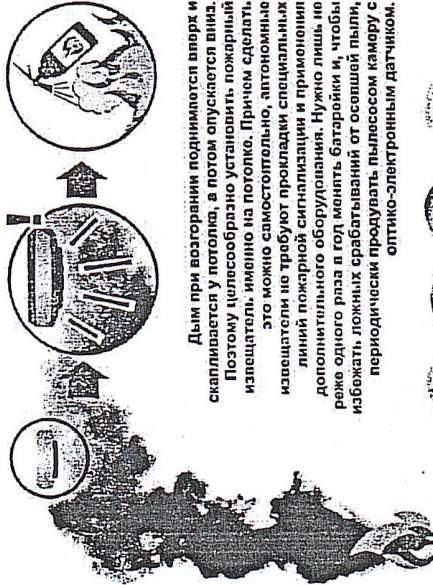 Дым при возгорании поднимается вверх и
скапливается у потолка, а потом опускается вниз.
Поэтому целесообразно установить пожарный
извещатель именно на потолке. Причем сделать
это можно самостоятельно, автономные
извещатели не требуют прокладки специальных
линий пожарной сигнализации и применения
дополнительного оборудования. Нужно лишь не
реже одного раза в год менять батарейки и, чтобы
избежать ложных срабатываний от осевшей пыли,
периодически продувать пылесосом камеру с
оптико-электронным датчиком.